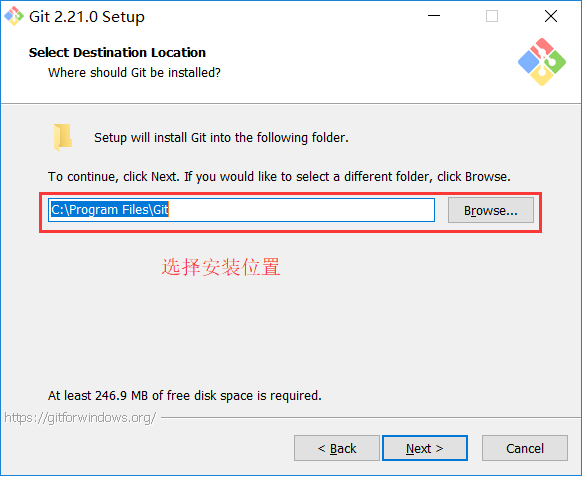 Git 2.21.0 Setup
Select Destination Location
Where should Git be installed?
Setup will install Git into the following folder.
To continue, click Next. If you would like to select a different folder, click Browse.
C:\Program Files\Git
Browse...
选择安装位置
At least 246.9 MB of free disk space is required.
https://gitforwindows.org/
< Back
Next >
Cancel